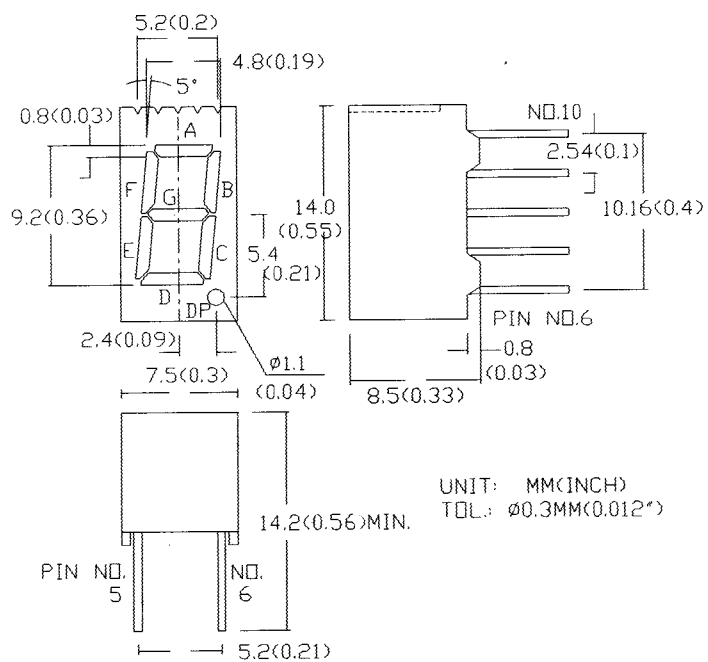 5.2(0.2)
4.8(0.19)
5°
0.8(0.03)
A
F
B
G
9.2(0.36)
E
C
5.4
(0.21)
D
DP
2.4(0.09)
ø1.1
(0.04)
7.5(0.3)
NO.10
2.54(0.1)
14.0
(0.55)
10.16(0.4)
PIN NO.6
0.8
(0.03)
8.5(0.33)
14.2(0.56)MIN.
PIN NO.
5
NO.
6
5.2(0.21)
UNIT: MM(INCH)
TOL.: ø0.3MM(0.012")